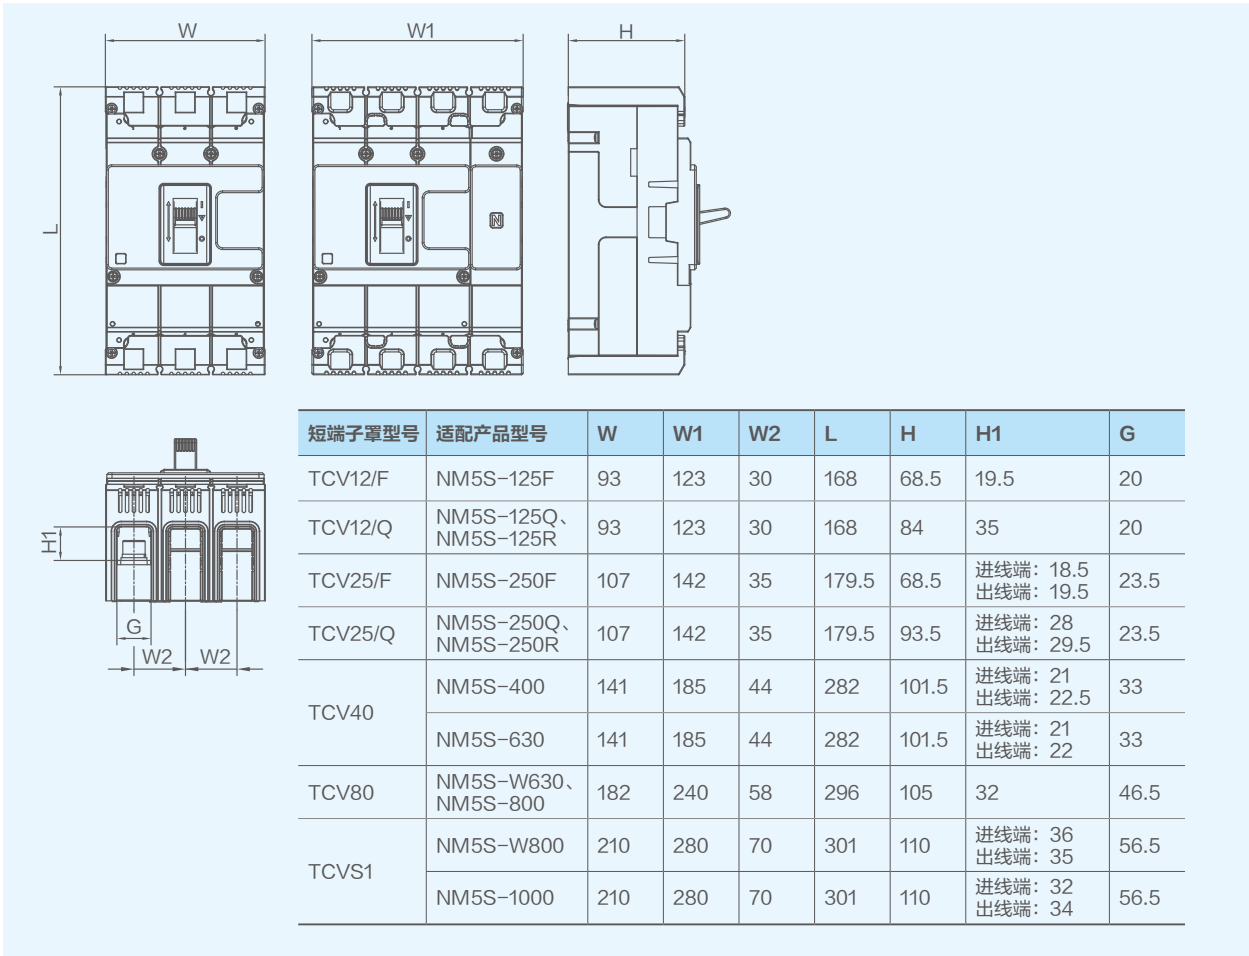 W
W1
H
L
N
H1
G
W2
W2
短端子罩型号 适配产品型号 W W1 W2 L H H1 G
TCV12/F NM5S-125F 93 123 30 168 68.5 19.5 20
TCV12/Q NM5S-125Q、
NM5S-125R 93 123 30 168 84 35 20
TCV25/F NM5S-250F 107 142 35 179.5 68.5 进线端：18.5
出线端：19.5 23.5
TCV25/Q NM5S-250Q、
NM5S-250R 107 142 35 179.5 93.5 进线端：28
出线端：29.5 23.5
TCV40 NM5S-400 141 185 44 282 101.5 进线端：21
出线端：22.5 33
NM5S-630 141 185 44 282 101.5 进线端：21
出线端：22 33
TCV80 NM5S-W630、
NM5S-800 182 240 58 296 105 32 46.5
TCVS1 NM5S-W800 210 280 70 301 110 进线端：36
出线端：35 56.5
NM5S-1000 210 280 70 301 110 进线端：32
出线端：34 56.5